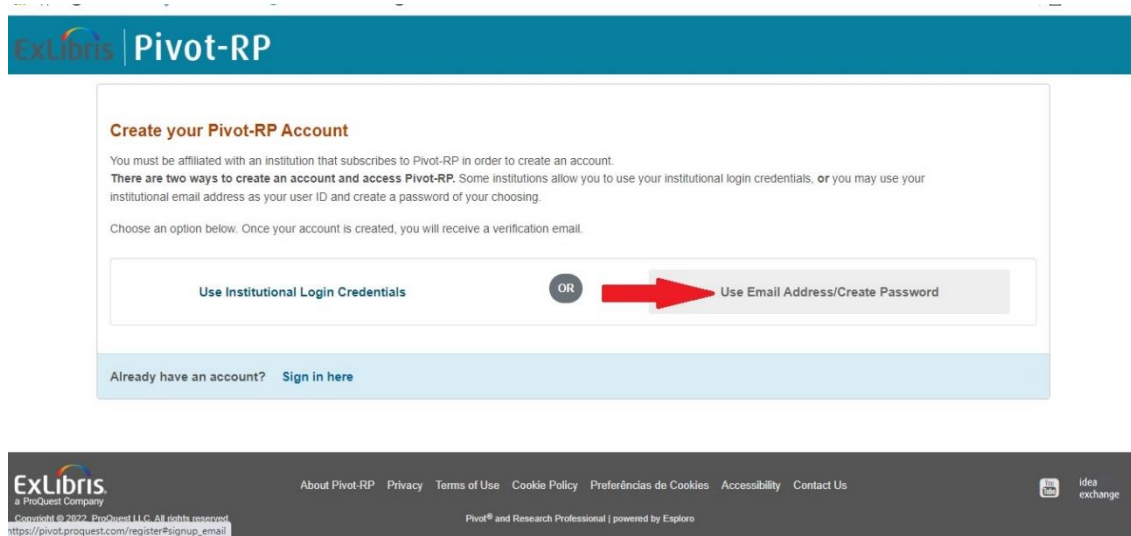 ExLibris | Pivot-RP
Create your Pivot-RP Account
You must be affiliated with an institution that subscribes to Pivot-RP in order to create an account.
There are two ways to create an account and access Pivot-RP. Some institutions allow you to use your institutional login credentials, or you may use your
institutional email address as your user ID and create a password of your choosing.
Choose an option below. Once your account is created, you will receive a verification email.
Use Institutional Login Credentials OR Use Email Address/Create Password
Already have an account? Sign in here
ExLibris.
a ProQuest Company
About Pivot-RP Privacy Terms of Use Cookie Policy Preferências de Cookies Accessibility Contact Us
You Tube
idea
exchange
Copyright © 2022 ProQuest LLC. All rights reserved.
Pivot® and Research Professional | powered by Esploro
https://pivot.proquest.com/register#signup_email